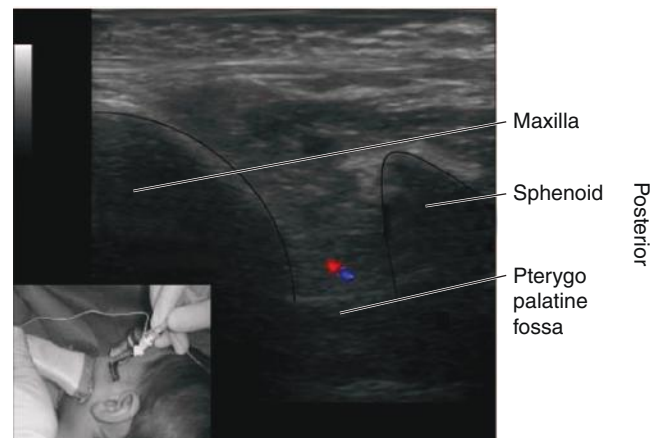 Maxilla
Sphenoid
Posterior
Pterygo
palatine
fossa